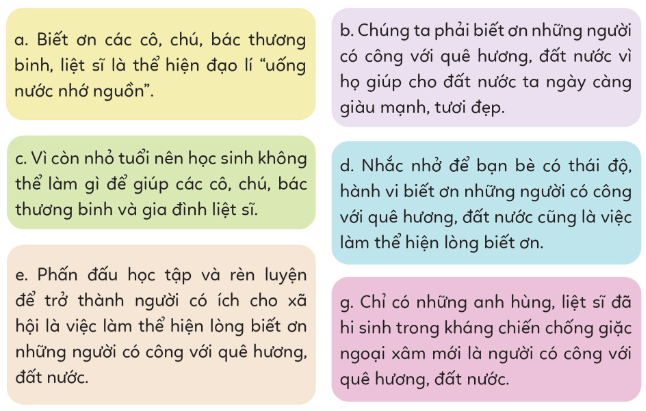 a. Biết ơn các cô, chú, bác thương
binh, liệt sĩ là thể hiện đạo lí “uống
nước nhớ nguồn”.
b. Chúng ta phải biết ơn những người
có công với quê hương, đất nước vì
họ giúp cho đất nước ta ngày càng
giàu mạnh, tươi đẹp.
c. Vì còn nhỏ tuổi nên học sinh không
thể làm gì để giúp các cô, chú, bác
thương binh và gia đình liệt sĩ.
d. Nhắc nhở để bạn bè có thái độ,
hành vi biết ơn những người có công
với quê hương, đất nước cũng là việc
làm thể hiện lòng biết ơn.
e. Phấn đấu học tập và rèn luyện
để trở thành người có ích cho xã
hội là việc làm thể hiện lòng biết ơn
những người có công với quê hương,
đất nước.
g. Chỉ có những anh hùng, liệt sĩ đã
hi sinh trong kháng chiến chống giặc
ngoại xâm mới là người có công với
quê hương, đất nước.